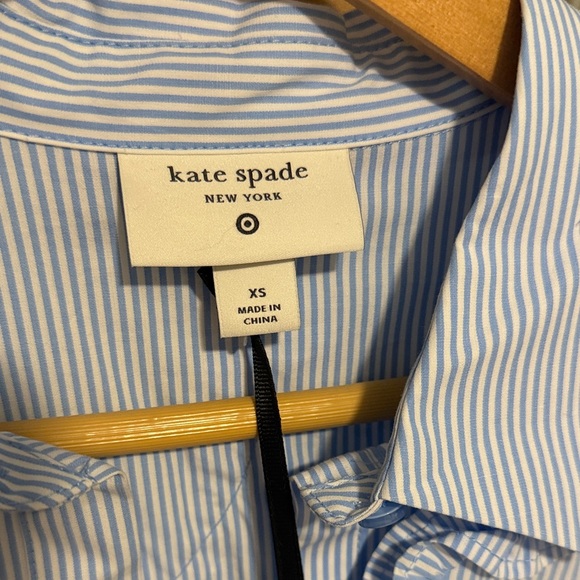 kate spade
NEW YORK
XS
MADE IN
CHINA